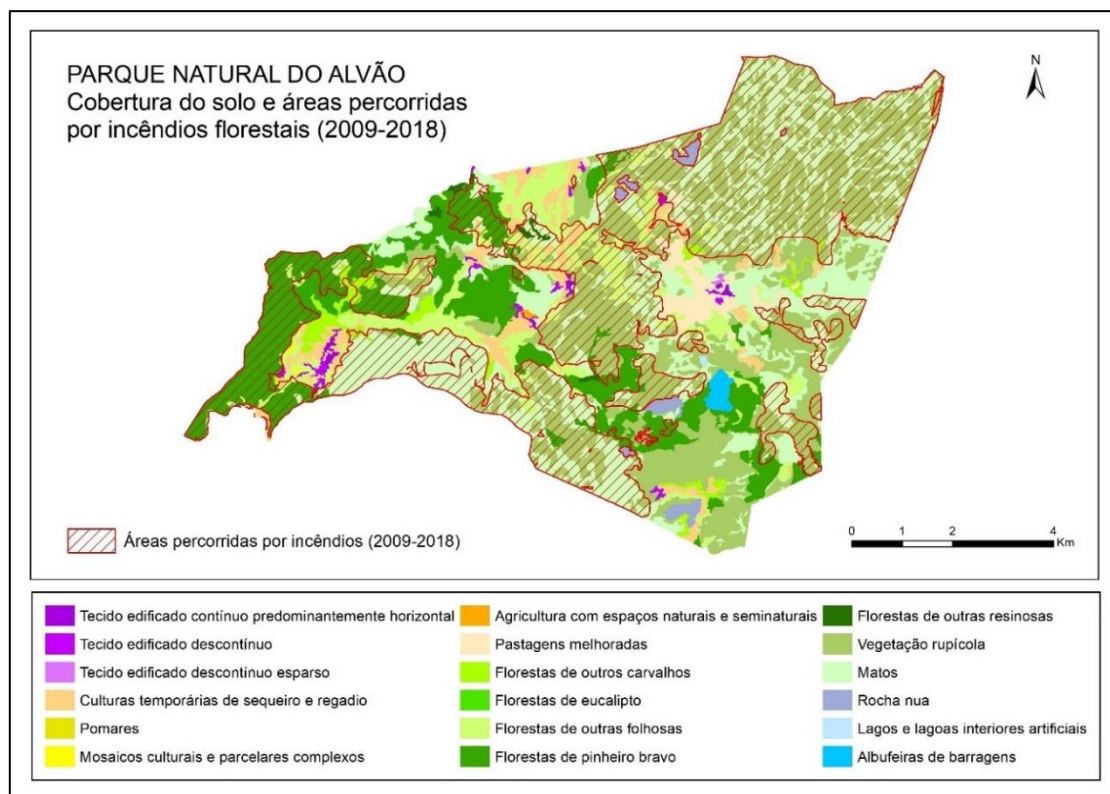 PARQUE NATURAL DO ALVÃO
Cobertura do solo e áreas percorridas
por incêndios florestais (2009-2018)
N
Áreas percorridas por incêndios (2009-2018)
0 1 2 4
Km
Tecido edificado contínuo predominantemente horizontal
Tecido edificado descontínuo
Tecido edificado descontínuo esparso
Culturas temporárias de sequeiro e regadio
Pomares
Mosaicos culturais e parcelares complexos
Agricultura com espaços naturais e seminaturais
Pastagens melhoradas
Florestas de outros carvalhos
Florestas de eucalipto
Florestas de outras folhosas
Florestas de pinheiro bravo
Florestas de outras resinosas
Vegetação rupícola
Matos
Rocha nua
Lagos e lagoas interiores artificiais
Albufeiras de barragens